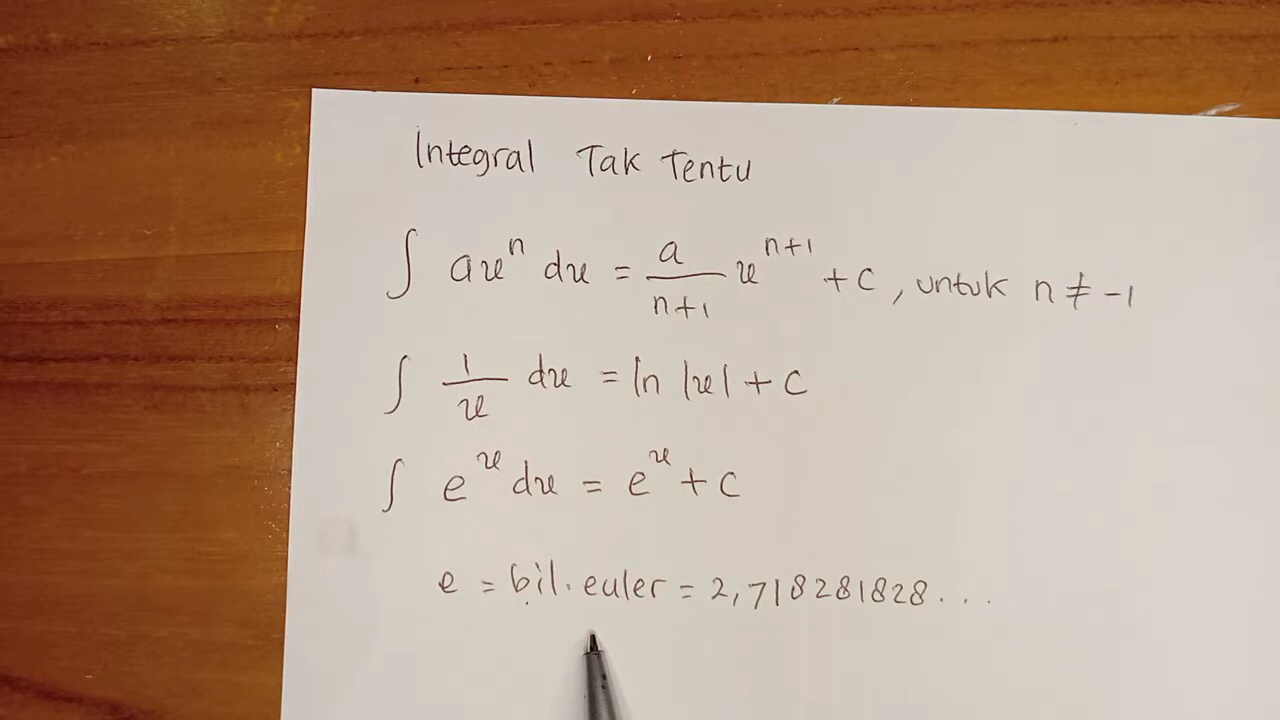 Integral Tak Tentu
∫ ax^n dx = a/(n+1) x^(n+1) + C, untuk n ≠ -1
∫ 1/x dx = ln |x| + C
∫ e^x dx = e^x + C
e = bil. euler = 2,718281828...